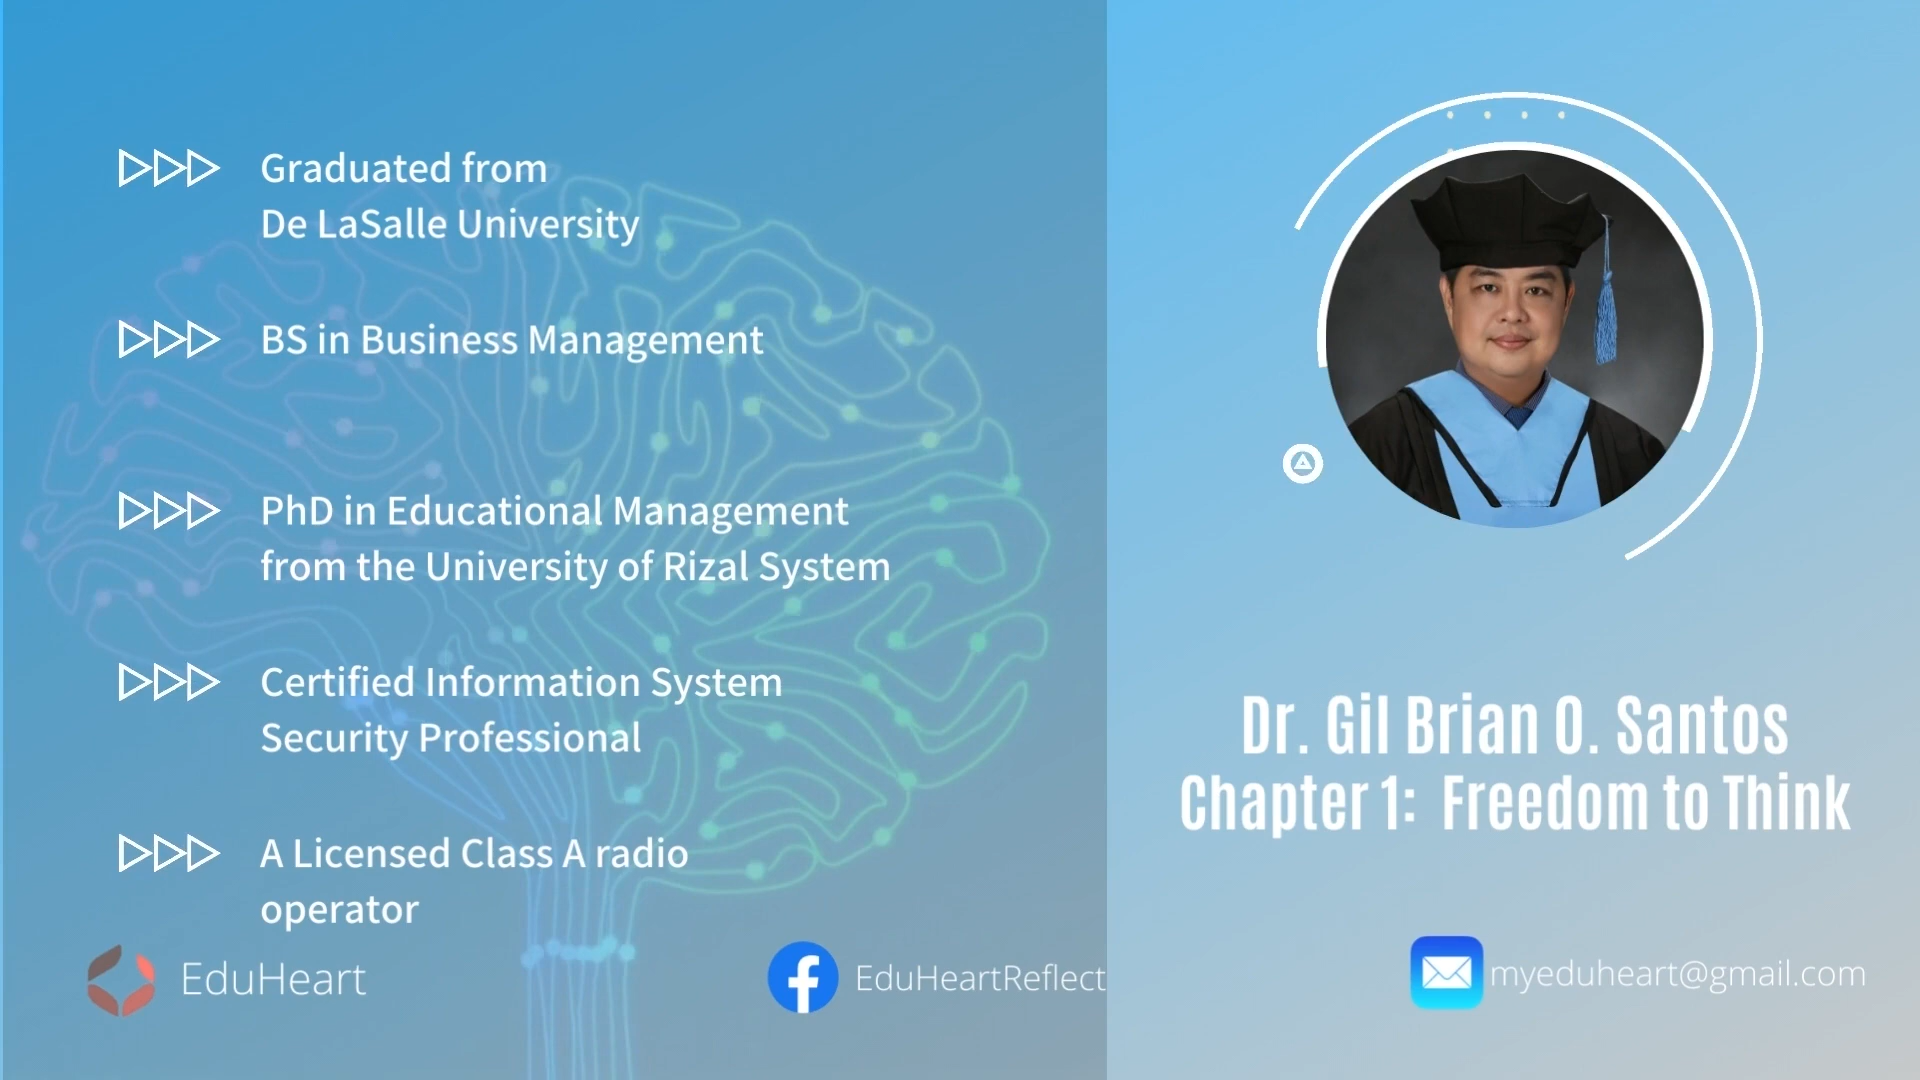 Graduated from
De LaSalle University
BS in Business Management
PhD in Educational Management
from the University of Rizal System
Certified Information System
Security Professional
A Licensed Class A radio
operator
Dr. Gil Brian O. Santos
Chapter 1: Freedom to Think
EduHeart
EduHeartReflect
myeduheart@gmail.com